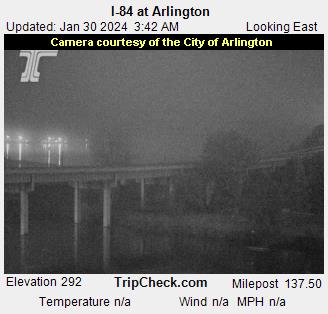 I-84 at Arlington
Updated: Jan 30 2024 3:42 AM Looking East
Camera courtesy of the City of Arlington
Elevation 292 TripCheck.com Milepost 137.50
Temperature n/a Wind n/a MPH n/a